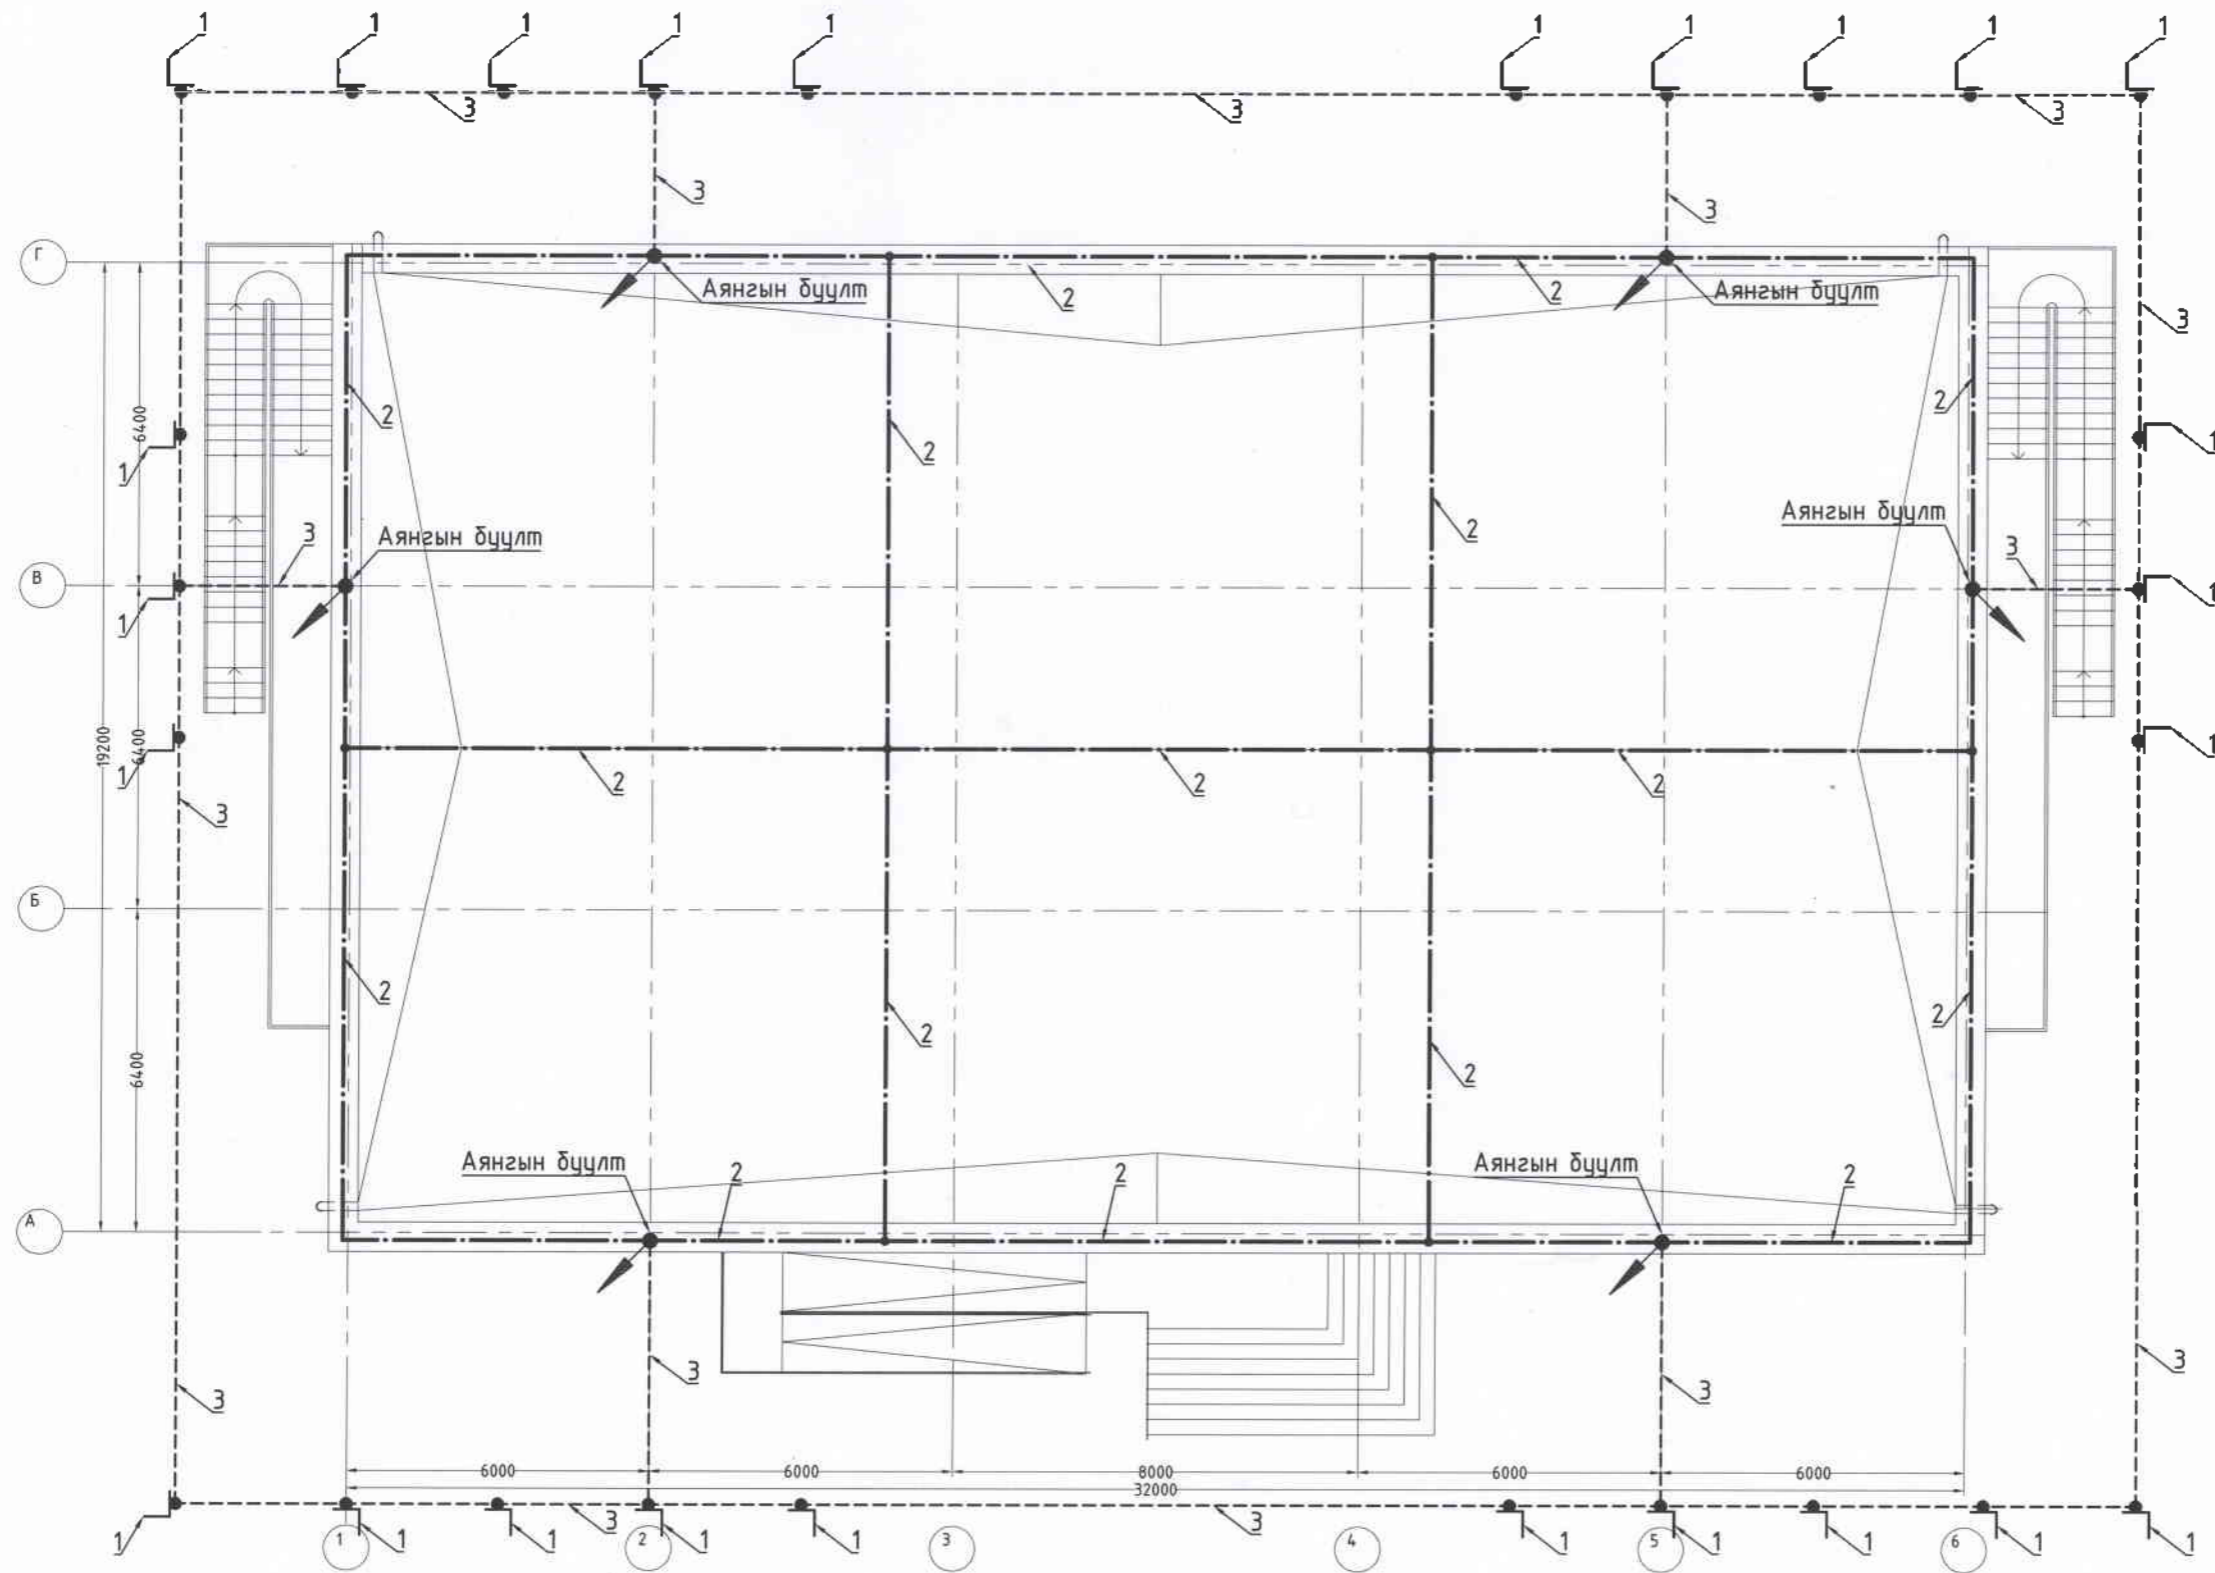 1 1 1 1 1 1 1 1 1 1
3 3 3
3 3
Г
Аянгын буулт 2 2 Аянгын буулт
3
2 6400 2
1 2 1
Аянгын буулт 2 Аянгын буулт
3 3
В
1 1
19200 6400 1 2 2 2 1
3
Б
2 2
2
6400 2
Аянгын буулт 2 2 Аянгын буулт 2
А
3 3 3
3
6000 6000 8000 6000 6000
32000
3 3
1 1 1 1 1 1 1 1 1 1
1 2 3 4 5 6